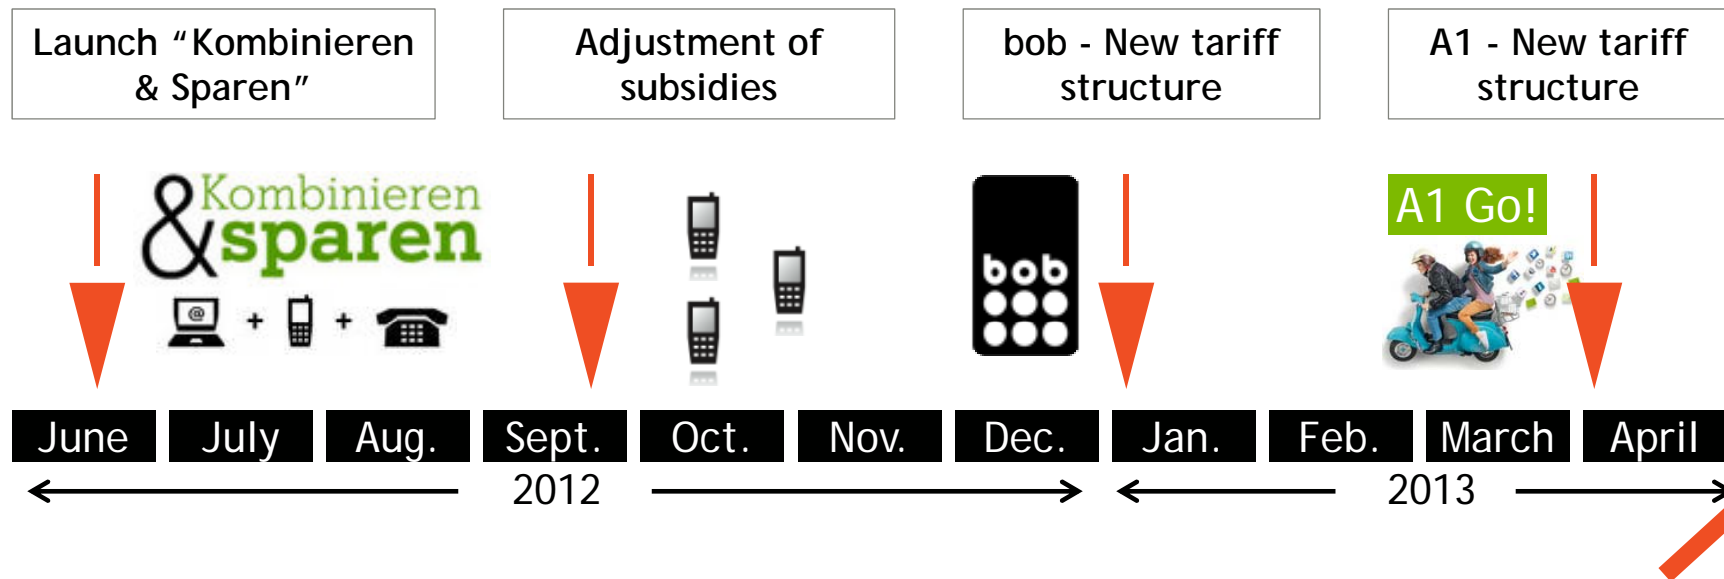 Launch “Kombinieren
& Sparen”
Adjustment of
subsidies
bob - New tariff
structure
A1 - New tariff
structure
&Kombinieren
sparen
@ + +
bob
A1 Go!
June July Aug. Sept. Oct. Nov. Dec. Jan. Feb. March April
2012 2013